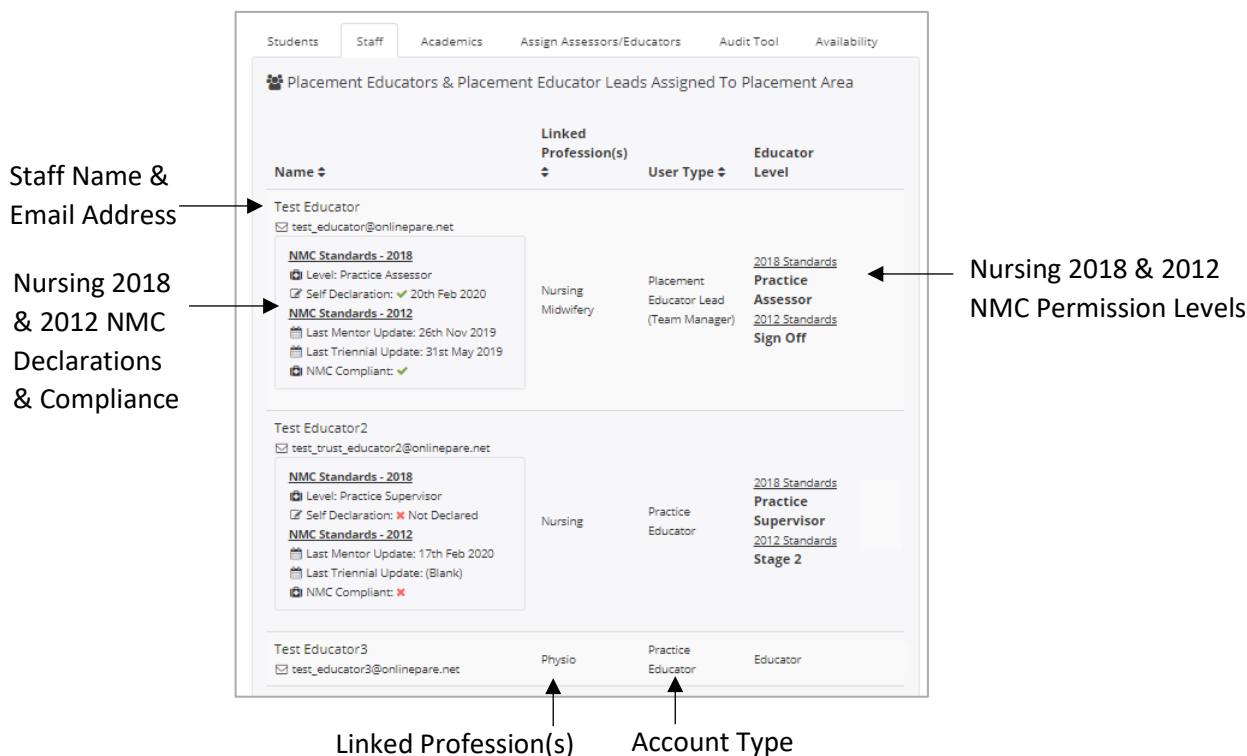 Students Staff Academics Assign Assessors/Educators Audit Tool Availability
Placement Educators & Placement Educator Leads Assigned To Placement Area
Name
Linked
Profession(s)
User Type
Educator
Level
Staff Name &
Email Address
Test Educator
test_educator@onlinepare.net
Nursing 2018
& 2012 NMC
Declarations
& Compliance
NMC Standards - 2018
Level: Practice Assessor
Self Declaration: ✔ 20th Feb 2020
NMC Standards - 2012
Last Mentor Update: 26th Nov 2019
Last Triennial Update: 31st May 2019
NMC Compliant: ✔
Nursing
Midwifery
Placement
Educator Lead
(Team Manager)
2018 Standards
Practice
Assessor
2012 Standards
Sign Off
Nursing 2018 & 2012
NMC Permission Levels
Test Educator2
test_trust_educator2@onlinepare.net
NMC Standards - 2018
Level: Practice Supervisor
Self Declaration: ✖ Not Declared
NMC Standards - 2012
Last Mentor Update: 17th Feb 2020
Last Triennial Update: (Blank)
NMC Compliant: ✖
Nursing
Practice
Educator
2018 Standards
Practice
Supervisor
2012 Standards
Stage 2
Test Educator3
test_educator3@onlinepare.net
Physio
Practice
Educator
Educator
Linked Profession(s)
Account Type